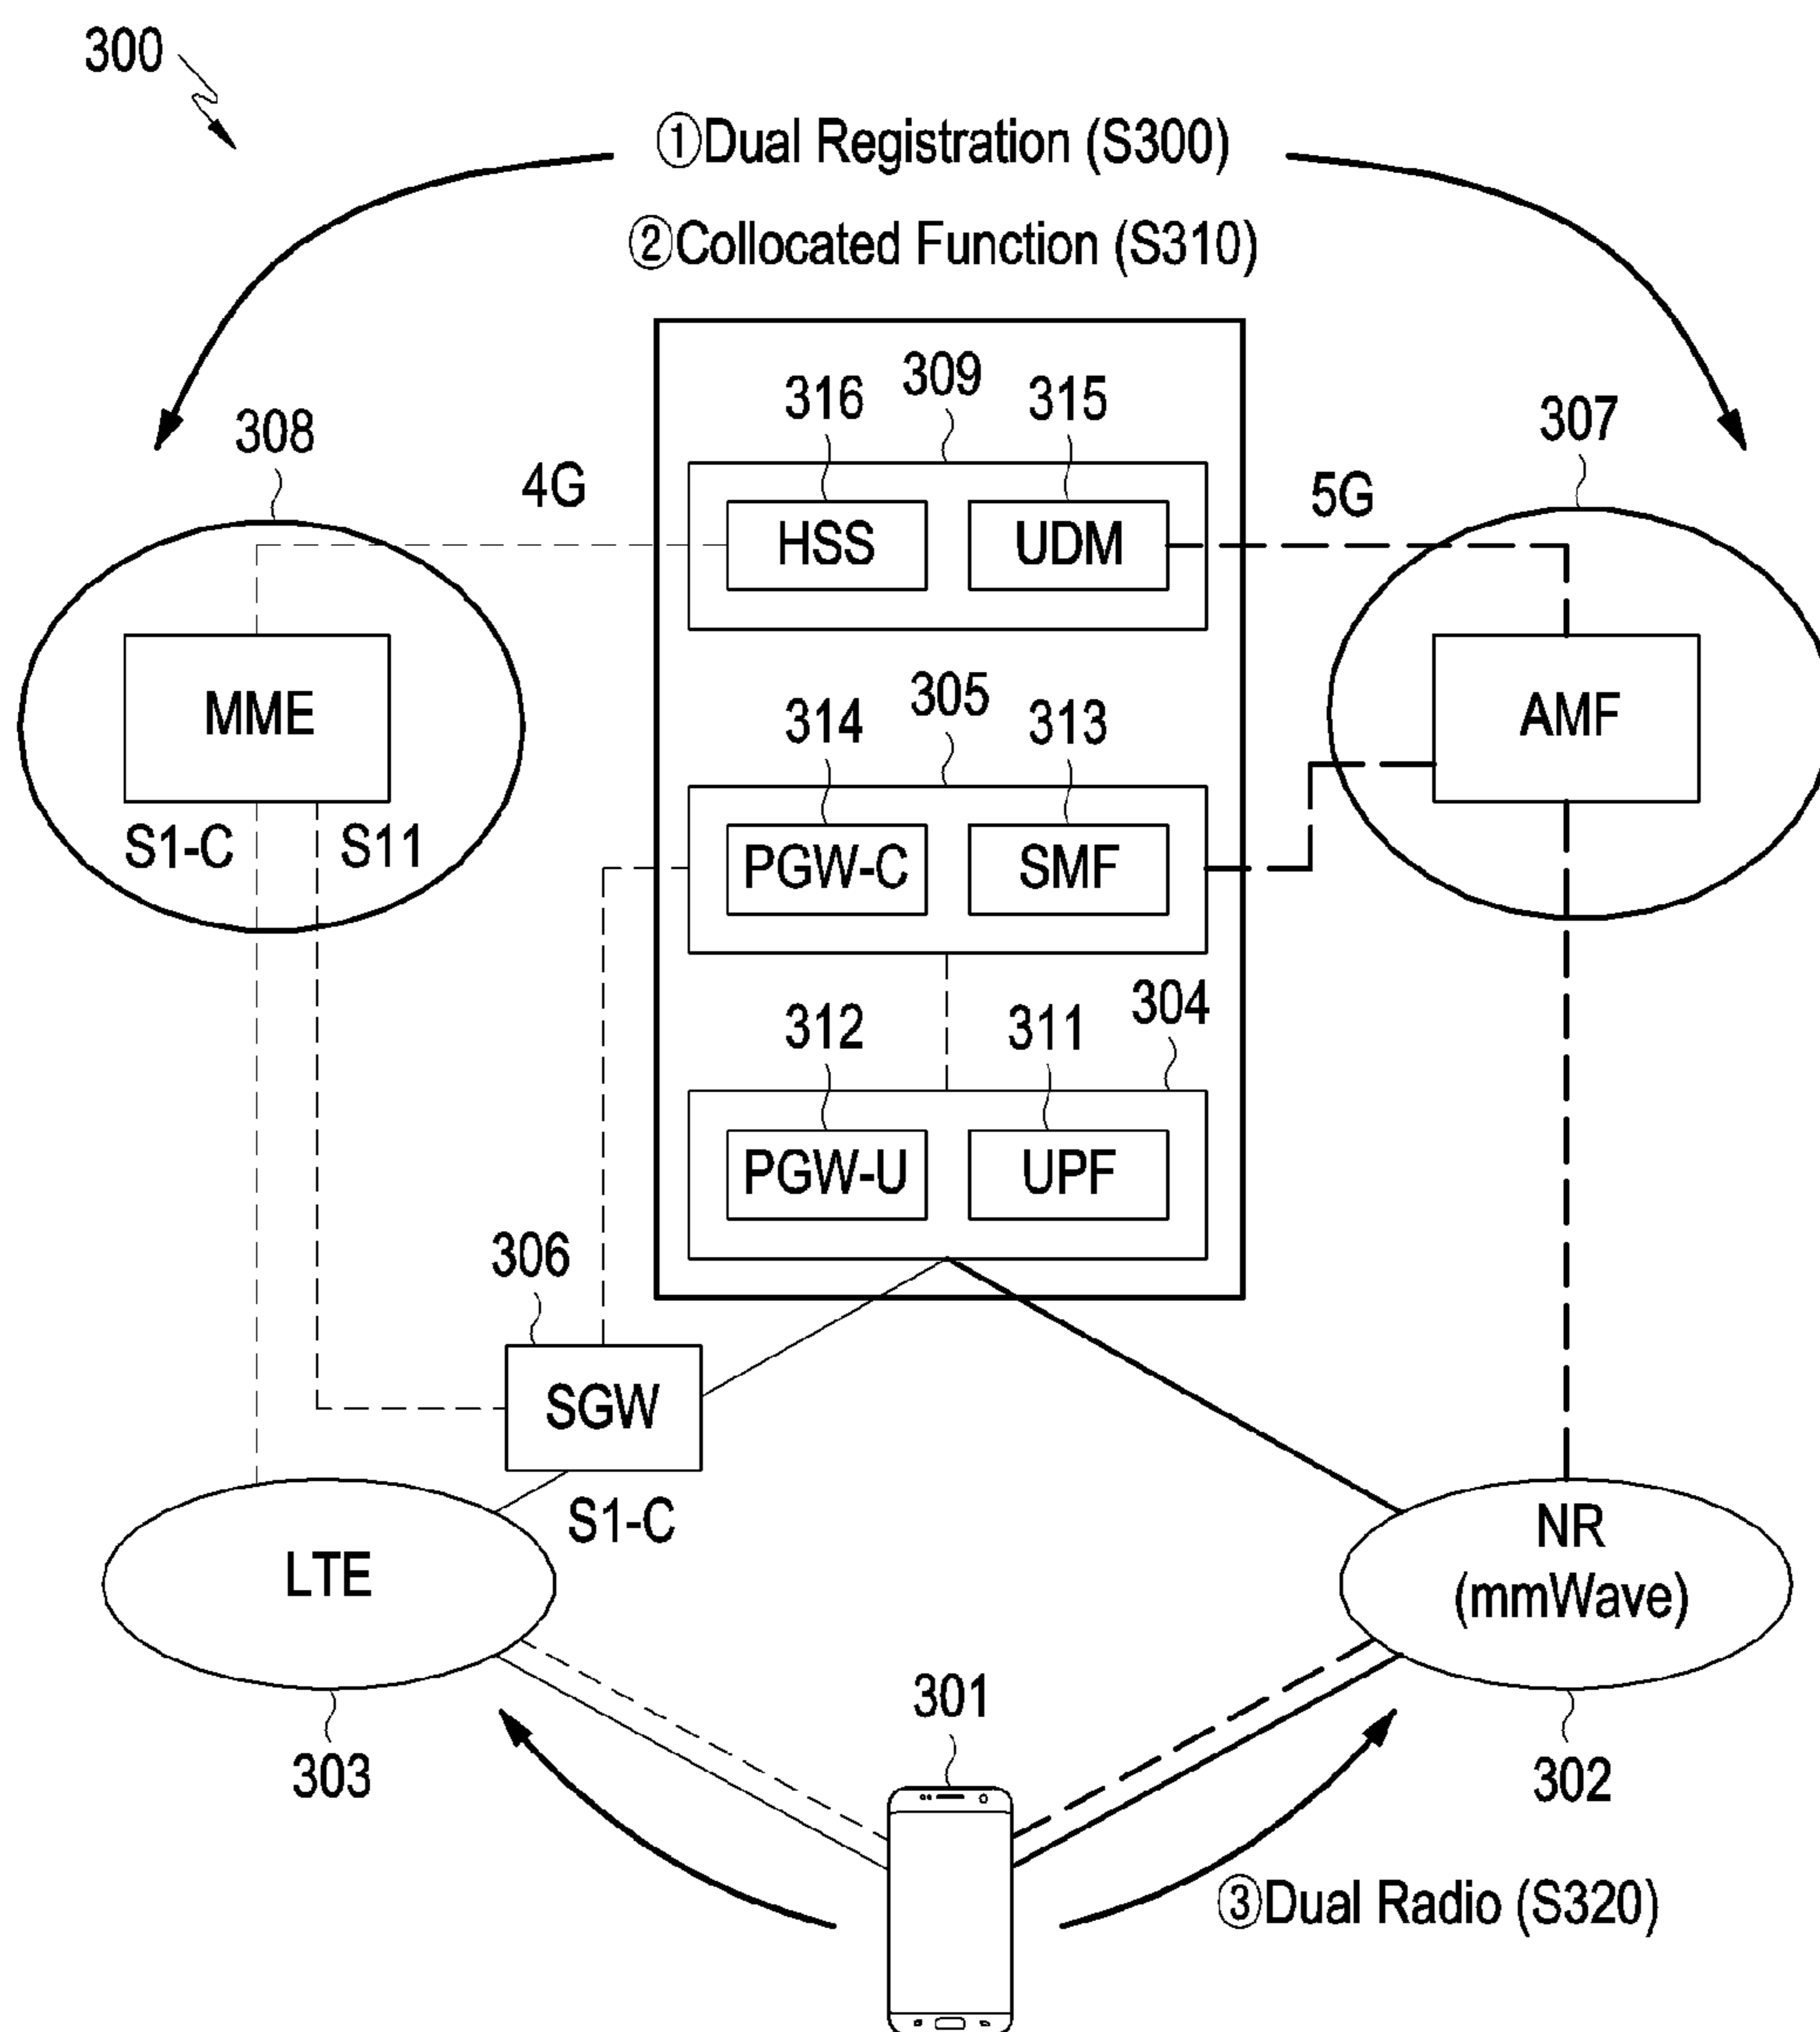 300
①Dual Registration (S300)
②Collocated Function (S310)
309
316
315
307
308
4G
5G
HSS
UDM
305
MME
314
313
AMF
S1-C
S11
PGW-C
SMF
304
312
311
PGW-U
UPF
306
SGW
S1-C
NR
(mmWave)
LTE
301
303
302
③Dual Radio (S320)